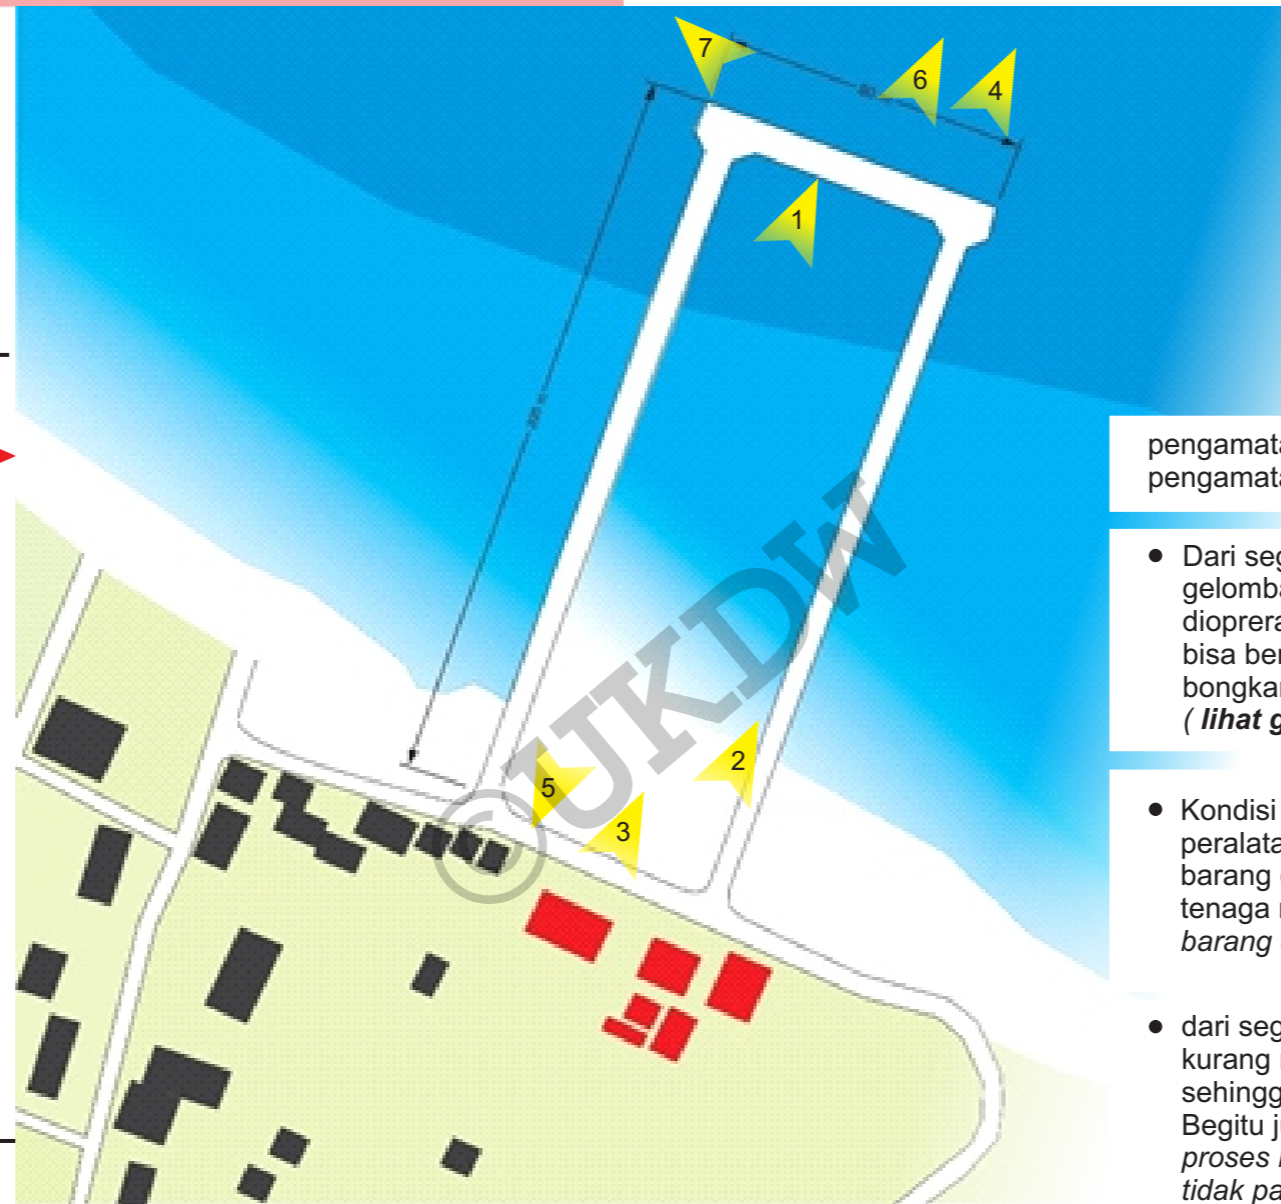 7
6
4
1
2
5
3
©UKDW
pengamata
pengamata
● Dari seg
gelomba
dioprera
bisa ber
bongkar
( lihat g
● Kondisi
peralata
barang
tenaga
barang
● dari seg
kurang
sehingg
Begitu j
proses
tidak pa